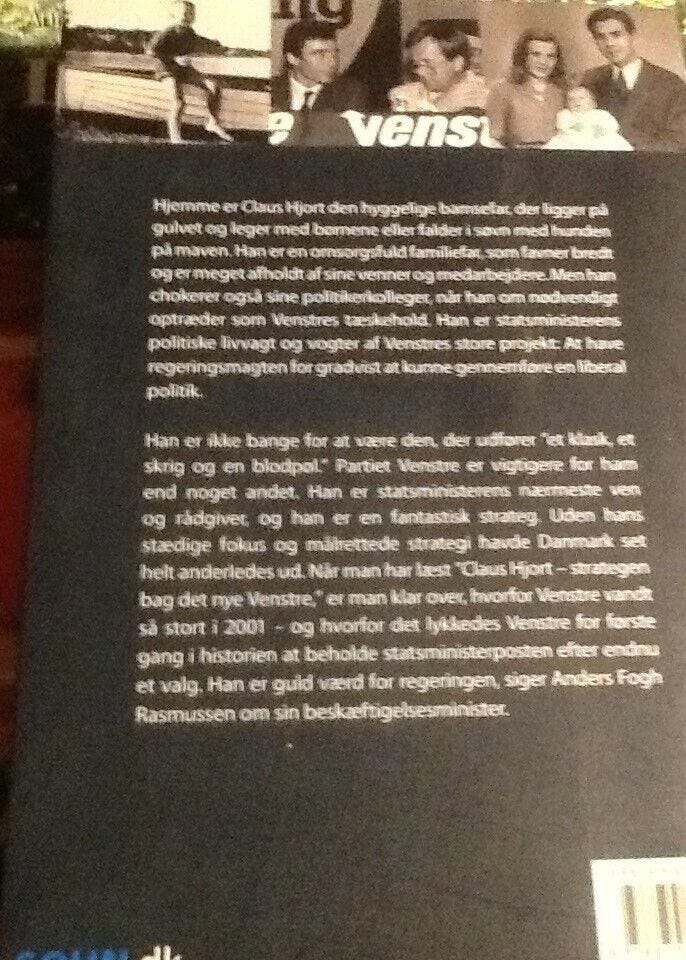 venst
Hjemme er Claus Hjort den hyggelige bamsefar, der ligger på
gulvet og leger med børnene eller falder i søvn med hunden
på maven. Han er en omsorgsfuld familiefar, som favner bredt
og er meget afholdt af sine venner og medarbejdere. Men han
chokerer også sine politikerkolleger, når han om nødvendigt
optræder som Venstres tæskehold. Han er statsministerens
politiske livvagt og vogter af Venstres store projekt: At have
regeringsmagten for gradvist at kunne gennemføre en liberal
politik.
Han er ikke bange for at være den, der udfører "et klask, et
skrig og en blodpøl." Partiet Venstre er vigtigere for ham
end noget andet. Han er statsministerens nærmeste ven
og rådgiver, og han er en fantastisk strateg. Uden hans
stædige fokus og målrettede strategi havde Danmark set
helt anderledes ud. Når man har læst "Claus Hjort – strategen
bag det nye Venstre," er man klar over, hvorfor Venstre vandt
så stort i 2001 – og hvorfor det lykkedes Venstre for første
gang i historien at beholde statsministerposten efter endnu
et valg. Han er guld værd for regeringen, siger Anders Fogh
Rasmussen om sin beskæftigelsesminister.
.dk